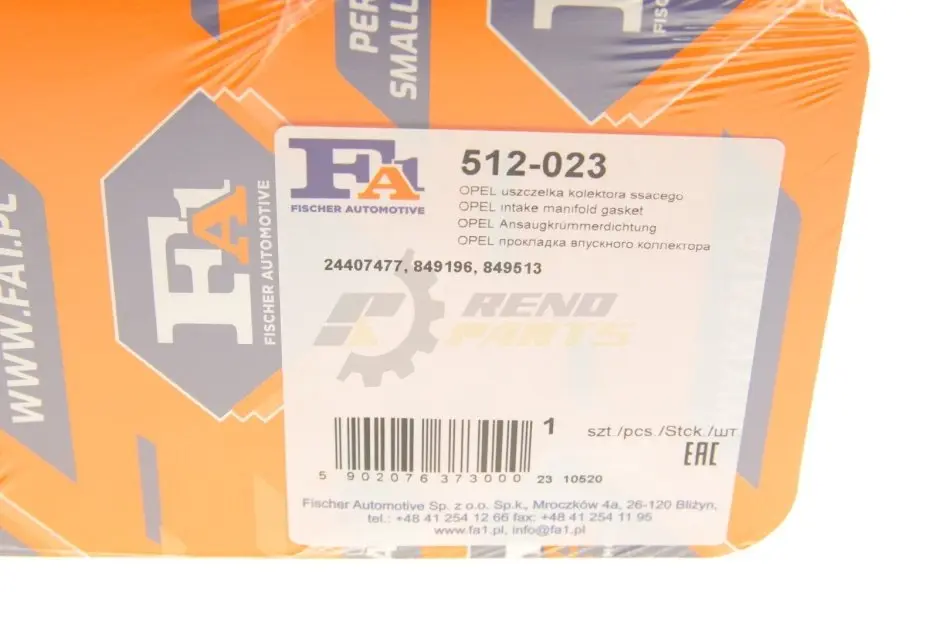 WWW.FA1.PL
FA1
FISCHER AUTOMOTIVE
PER
SMALL
FIS
FA1
FISCHER AUTOMOTIVE
512-023
OPEL uszczelka kolektora ssacego
OPEL intake manifold gasket
OPEL Ansaugkrümmerdichtung
OPEL прокладка впускного коллектора
24407477, 849196, 849513
RENO
PARTS
1 szt./pcs./Stck./шт
EAC
5 902076 373000 23 10520
Fischer Automotive Sp. z o.o. Sp.k., Mroczków 4a, 26-120 Bliżyn,
tel.: +48 41 254 12 66 fax: +48 41 254 11 95
www.fa1.pl, info@fa1.pl